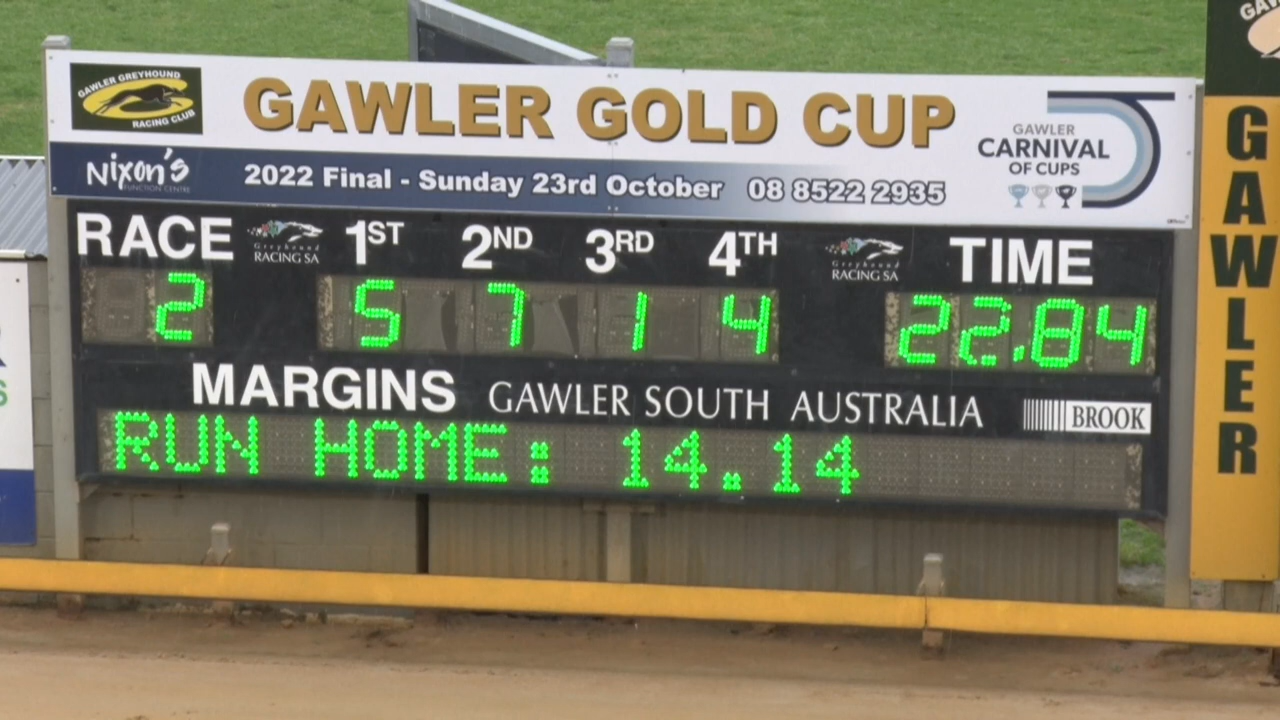 GAWLER GREYHOUND
RACING CLUB
GAWLER GOLD CUP
GAWLER
CARNIVAL
OF CUPS
Nixon's
FUNCTION CENTRE
2022 Final - Sunday 23rd October 08 8522 2935
RACE Greyhound RACING SA 1ST 2ND 3RD 4TH Greyhound RACING SA TIME
2 5 7 1 4 22.84
MARGINS GAWLER SOUTH AUSTRALIA BROOK
RUN HOME: 14.14
GAWLER